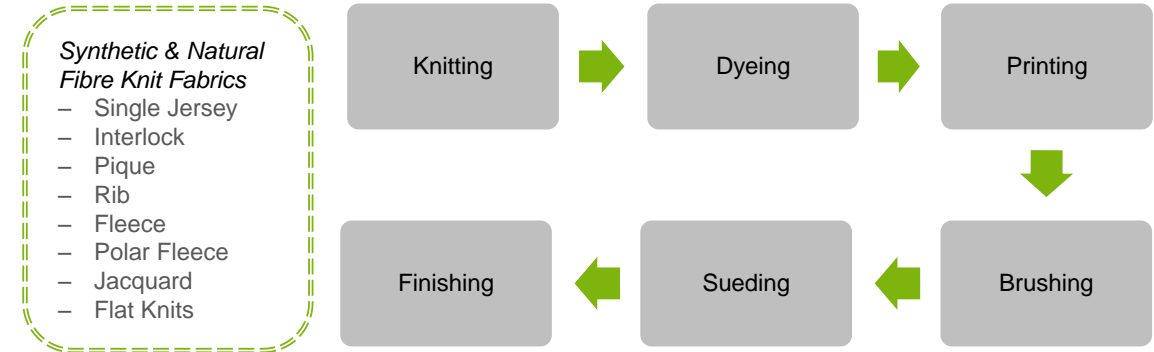 Synthetic & Natural
Fibre Knit Fabrics
– Single Jersey
– Interlock
– Pique
– Rib
– Fleece
– Polar Fleece
– Jacquard
– Flat Knits
Knitting
Dyeing
Printing
Brushing
Sueding
Finishing